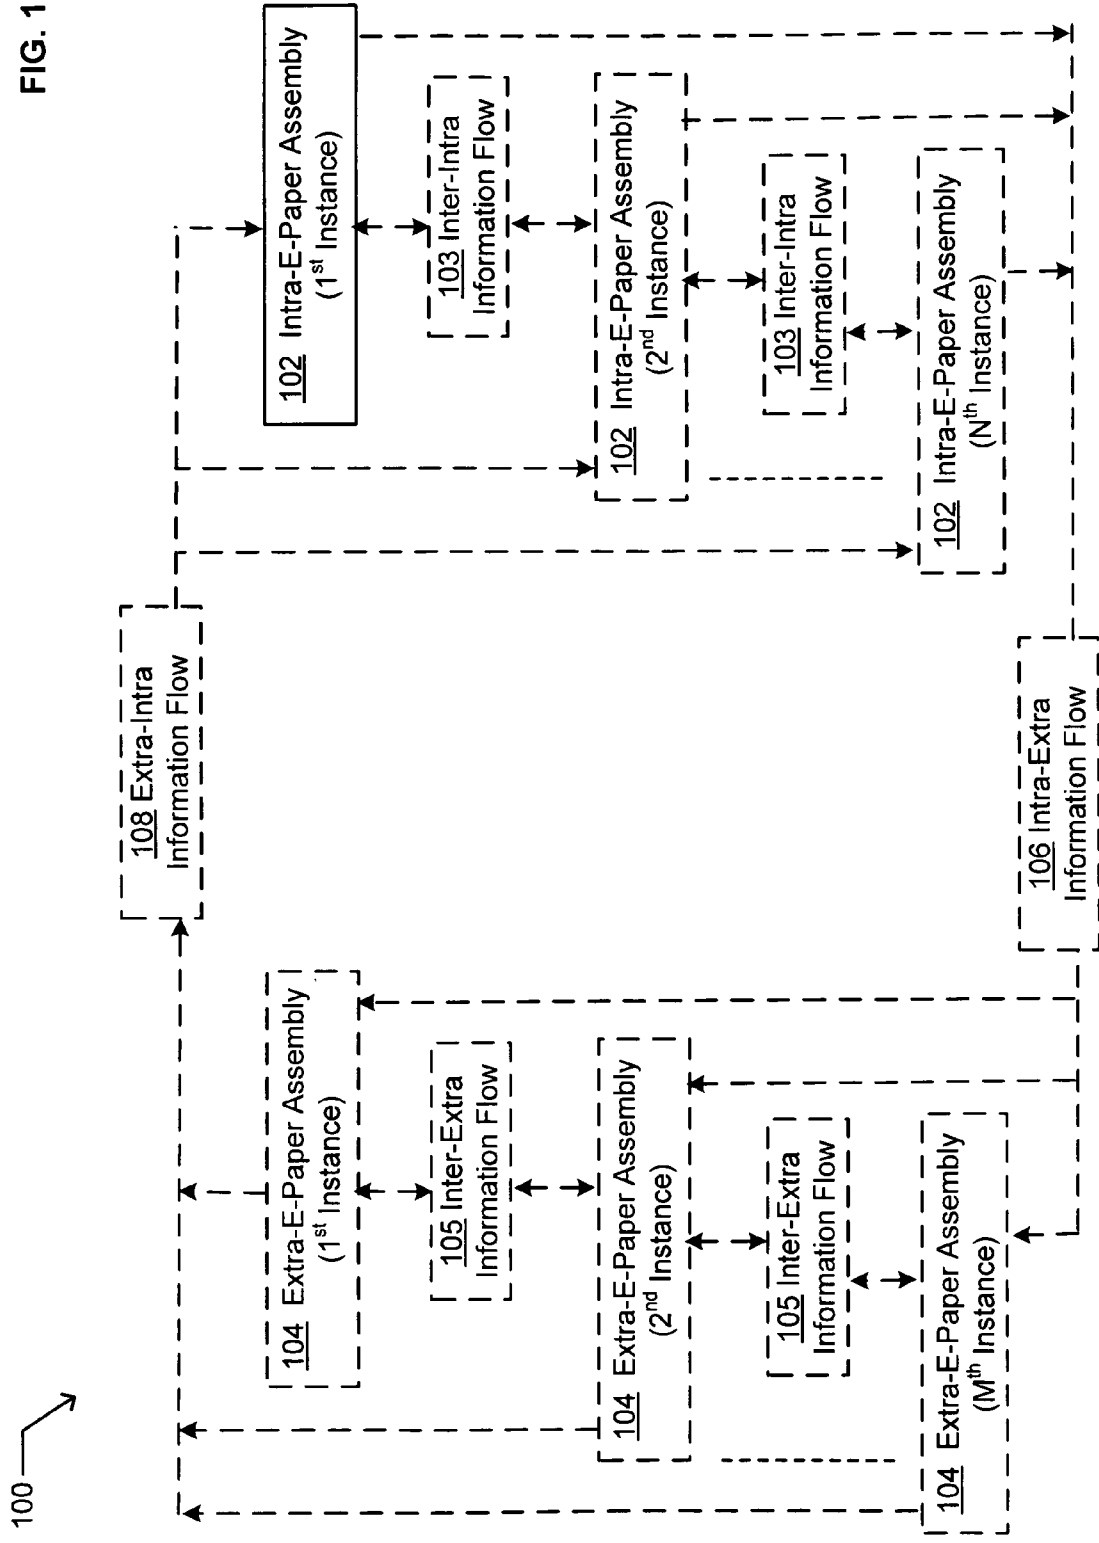 FIG. 1
100
108 Extra-Intra
Information Flow
104 Extra-E-Paper Assembly
(1st Instance)
105 Inter-Extra
Information Flow
104 Extra-E-Paper Assembly
(2nd Instance)
105 Inter-Extra
Information Flow
104 Extra-E-Paper Assembly
(Mth Instance)
102 Intra-E-Paper Assembly
(1st Instance)
103 Inter-Intra
Information Flow
102 Intra-E-Paper Assembly
(2nd Instance)
103 Inter-Intra
Information Flow
102 Intra-E-Paper Assembly
(Nth Instance)
106 Intra-Extra
Information Flow